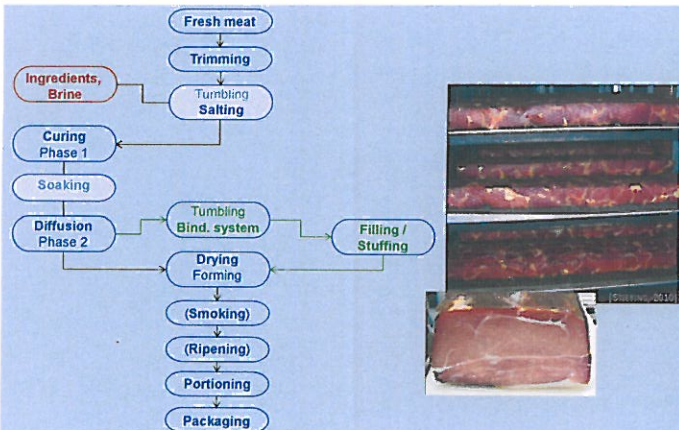 Fresh meat
Trimming
Ingredients,
Brine
Tumbling
Salting
Curing
Phase 1
Soaking
Diffusion
Phase 2
Tumbling
Bind. system
Filling /
Stuffing
Drying
Forming
(Smoking)
(Ripening)
Portioning
Packaging